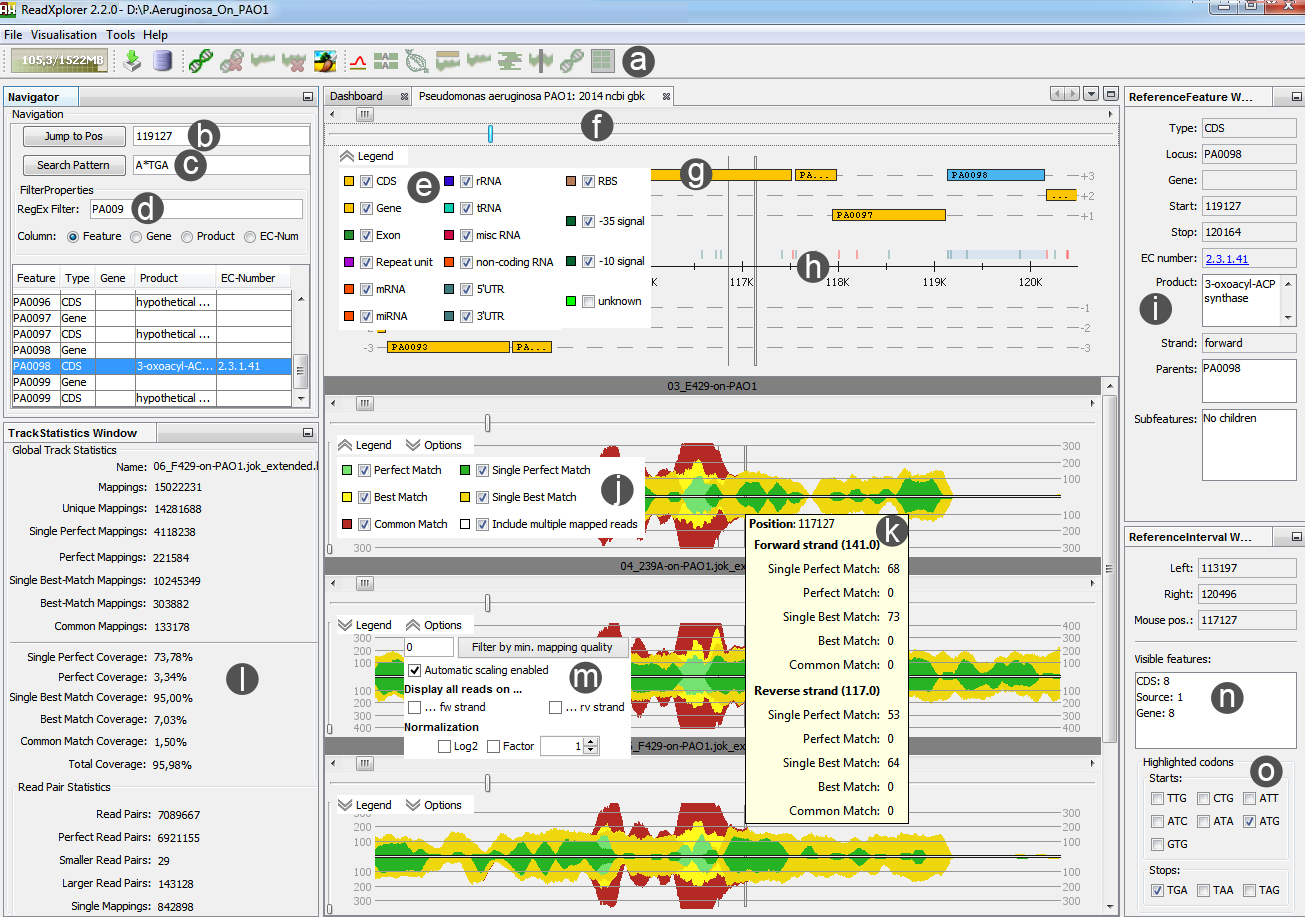 ReadXplorer 2.2.0 - D:\P.Aeruginosa_On_PAO1
File Visualisation Tools Help
105,3/1522MB
a
Navigator
Navigation
Jump to Pos 119127 b
Search Pattern A*TGA c
FilterProperties
RegEx Filter: PA009 d
Column: Feature Gene Product EC-Num
Feature Type Gene Product EC-Number
PA0096 CDS hypothetical ...
PA0097 Gene
PA0097 CDS hypothetical ...
PA0098 Gene
PA0098 CDS 3-oxoacyl-AC... 2.3.1.41
PA0099 Gene
PA0099 CDS hypothetical ...
TrackStatistics Window
Global Track Statistics
Name: 06_F429-on-PAO1.jok_extended.l
Mappings: 15022231
Unique Mappings: 14281688
Single Perfect Mappings: 4118238
Perfect Mappings: 221584
Single Best-Match Mappings: 10245349
Best-Match Mappings: 303882
Common Mappings: 133178
Single Perfect Coverage: 73,78%
Perfect Coverage: 3,34%
Single Best Match Coverage: 95,00%
Best Match Coverage: 7,03%
Common Match Coverage: 1,50%
Total Coverage: 95,98%
l
Read Pair Statistics
Read Pairs: 7089667
Perfect Read Pairs: 6921155
Smaller Read Pairs: 29
Larger Read Pairs: 143128
Single Mappings: 842898
Dashboard Pseudomonas aeruginosa PAO1: 2014 ncbi gbk
f
Legend
CDS rRNA RBS
e
Gene tRNA -35 signal
Exon misc RNA
Repeat unit non-coding RNA -10 signal
mRNA 5'UTR
miRNA 3'UTR unknown
g
PA... PA0098 +3
... +2
PA0097 +1
h
K 117K 118K 119K 120K
-1
-2 -2
-3 PA0093 PA... -3
03_E429-on-PAO1
Legend Options
Perfect Match Single Perfect Match
Best Match Single Best Match
Common Match Include multiple mapped reads
j
300
300
200
100
100
200
300
04_239A-on-PAO1.jok_ex
Legend Options
0 Filter by min. mapping quality
Automatic scaling enabled
m
Display all reads on ...
... fw strand ... rv strand
Normalization
Log2 Factor 1
300
200
100
100
200
300
400
400
300
200
100
100
200
300
400
_F429-on-PAO1.jok_ex
Legend Options
300
200
100
100
200
300
300
200
100
100
200
300
Position: 117127
k
Forward strand (141.0)
Single Perfect Match: 68
Perfect Match: 0
Single Best Match: 73
Best Match: 0
Common Match: 0
Reverse strand (117.0)
Single Perfect Match: 53
Perfect Match: 0
Single Best Match: 64
Best Match: 0
Common Match: 0
ReferenceFeature W...
Type: CDS
Locus: PA0098
Gene:
Start: 119127
Stop: 120164
EC number: 2.3.1.41
Product: 3-oxoacyl-ACP
synthase
i
Strand: forward
Parents: PA0098
Subfeatures: No children
ReferenceInterval W...
Left: 113197
Right: 120496
Mouse pos.: 117127
Visible features:
CDS: 8
Source: 1
Gene: 8
n
Highlighted codons
o
Starts:
TTG CTG ATT
ATC ATA ATG
GTG
Stops:
TGA TAA TAG